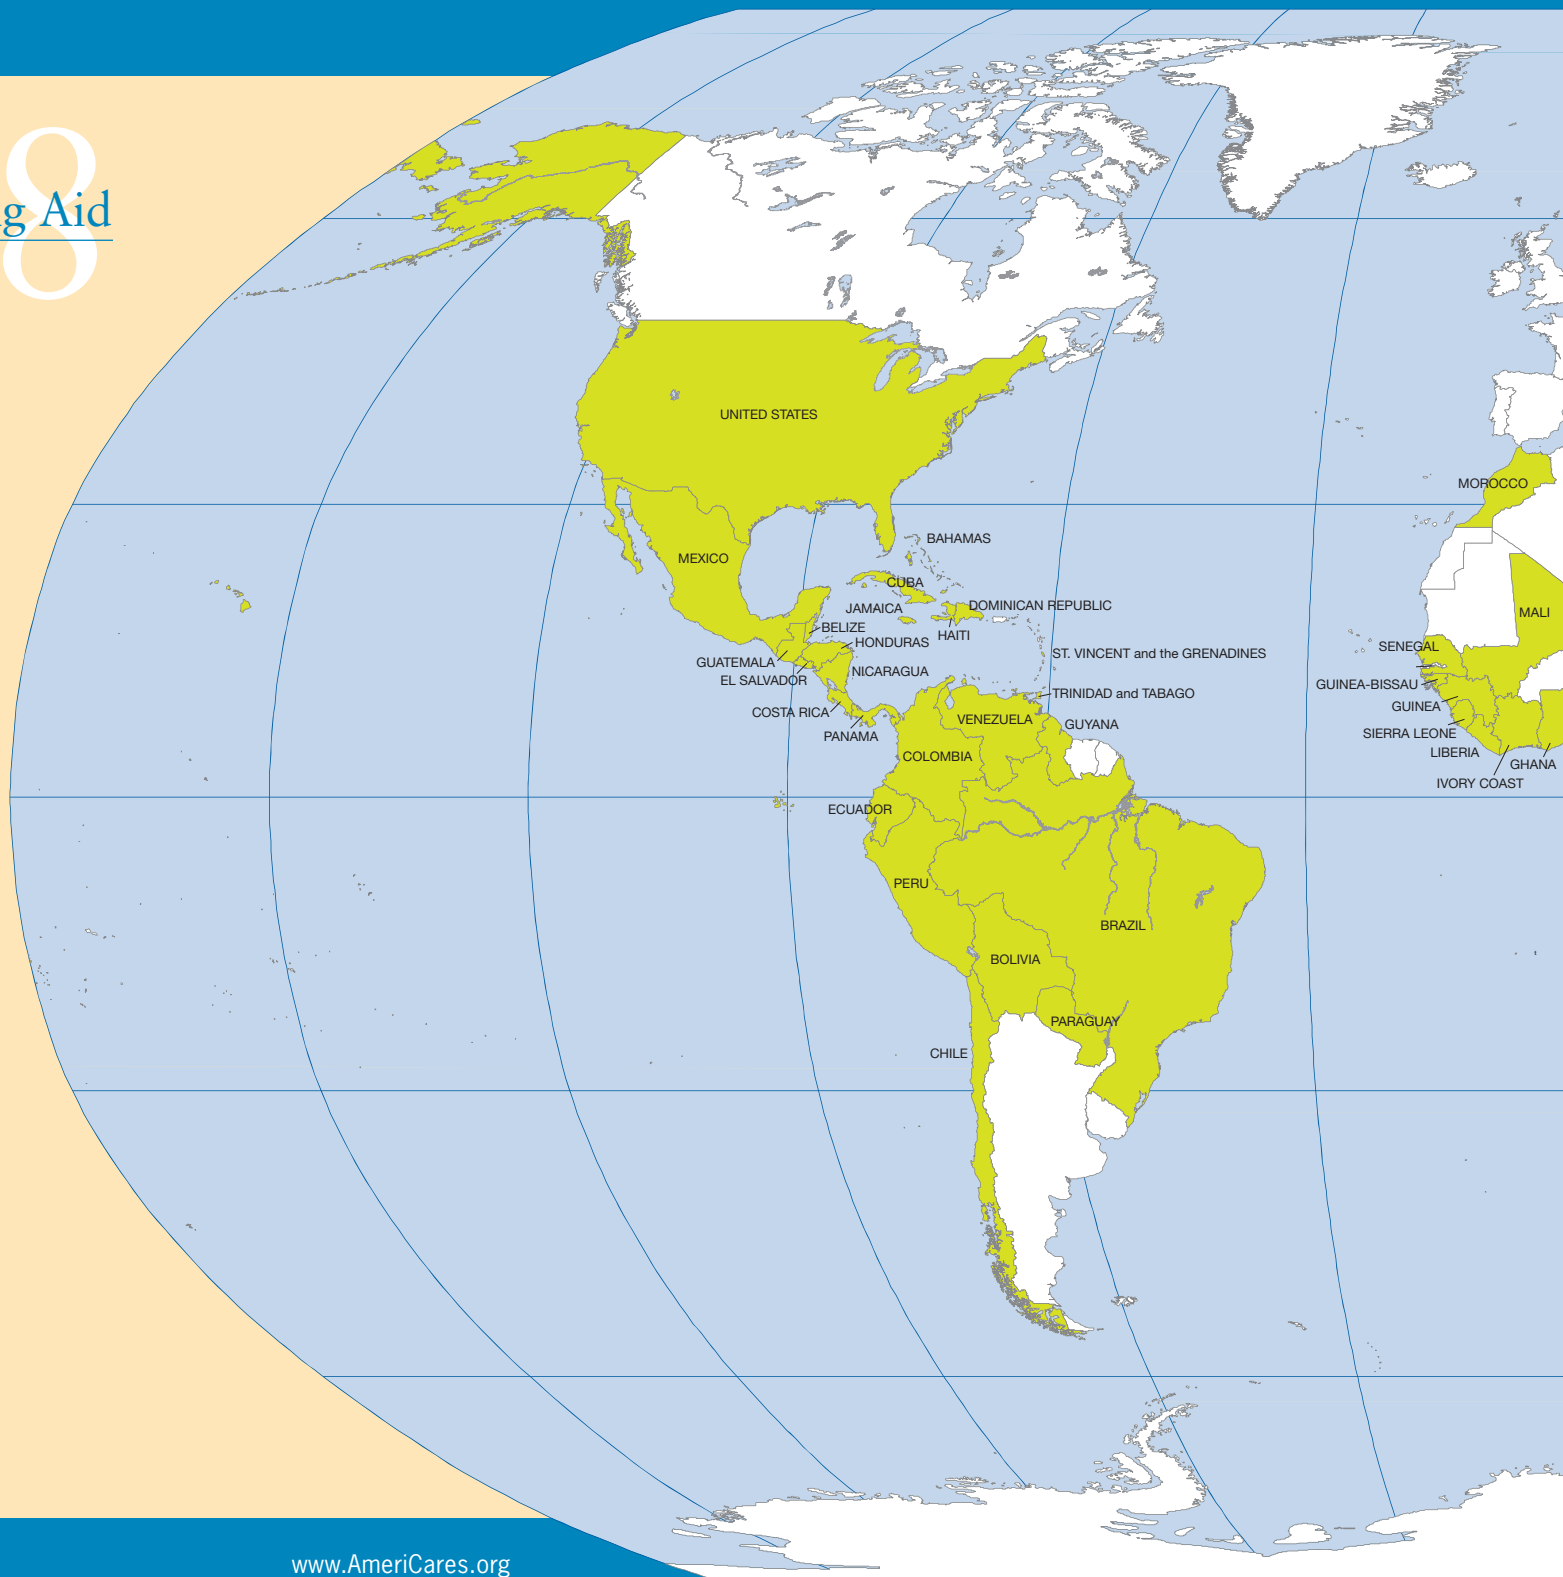 8
g Aid
UNITED STATES
MOROCCO
BAHAMAS
MEXICO
CUBA
JAMAICA
DOMINICAN REPUBLIC
MALI
BELIZE
HAITI
HONDURAS
SENEGAL
ST. VINCENT and the GRENADINES
GUATEMALA
NICARAGUA
EL SALVADOR
GUINEA-BISSAU
TRINIDAD and TABAGO
GUINEA
COSTA RICA
VENEZUELA
GUYANA
PANAMA
SIERRA LEONE
LIBERIA
COLOMBIA
GHANA
IVORY COAST
ECUADOR
PERU
BRAZIL
BOLIVIA
PARAGUAY
CHILE
www.AmeriCares.org